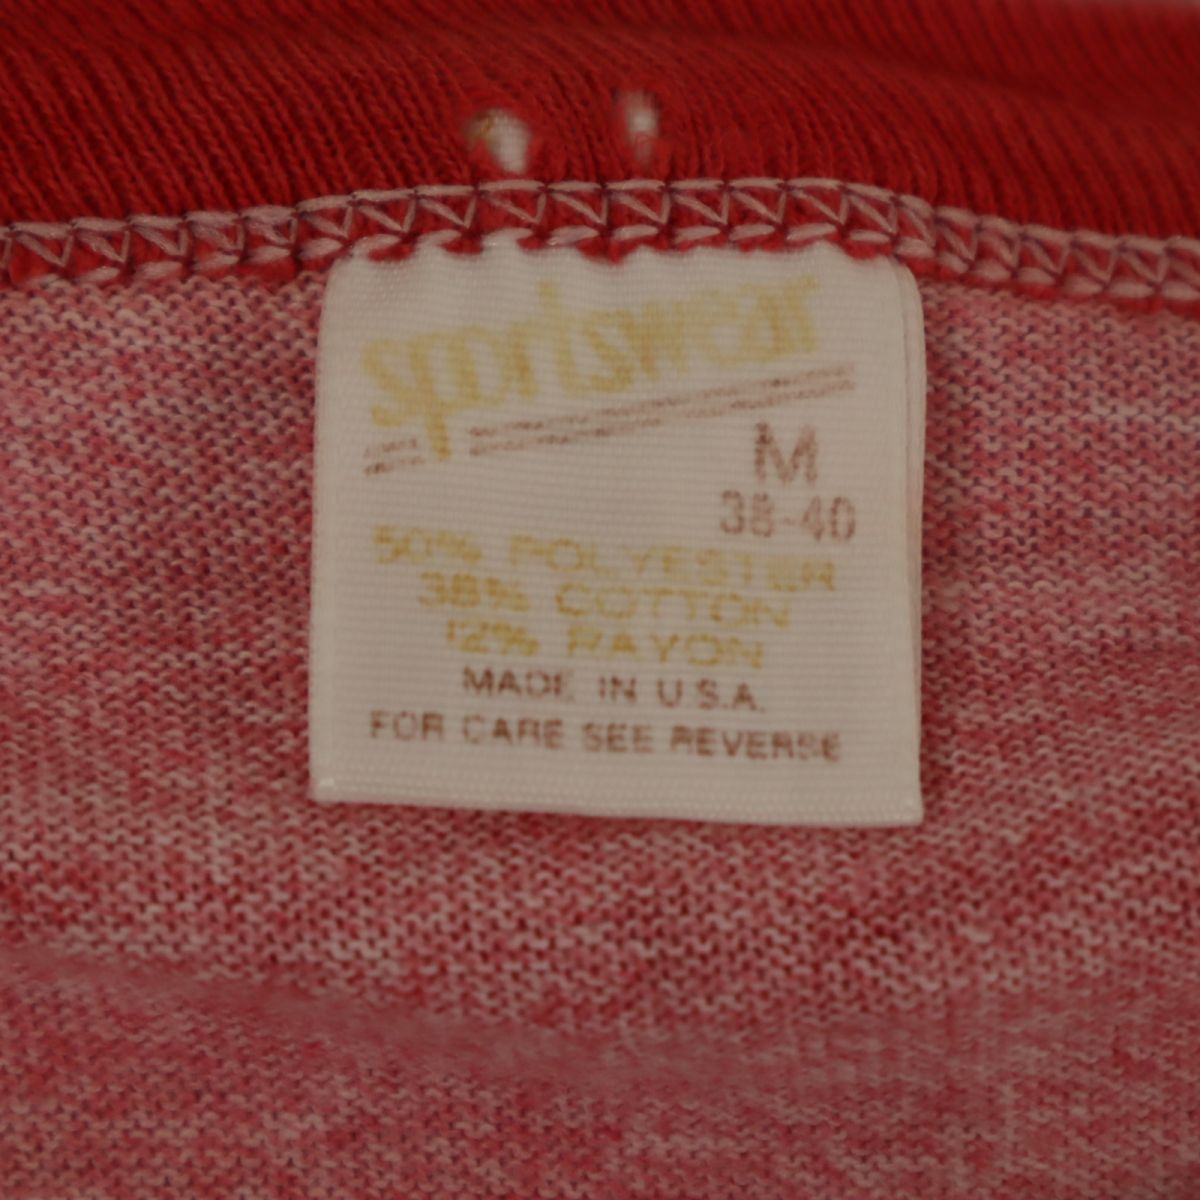 sportswear
M
38-40
50% POLYESTER
38% COTTON
12% RAYON
MADE IN U.S.A.
FOR CARE SEE REVERSE